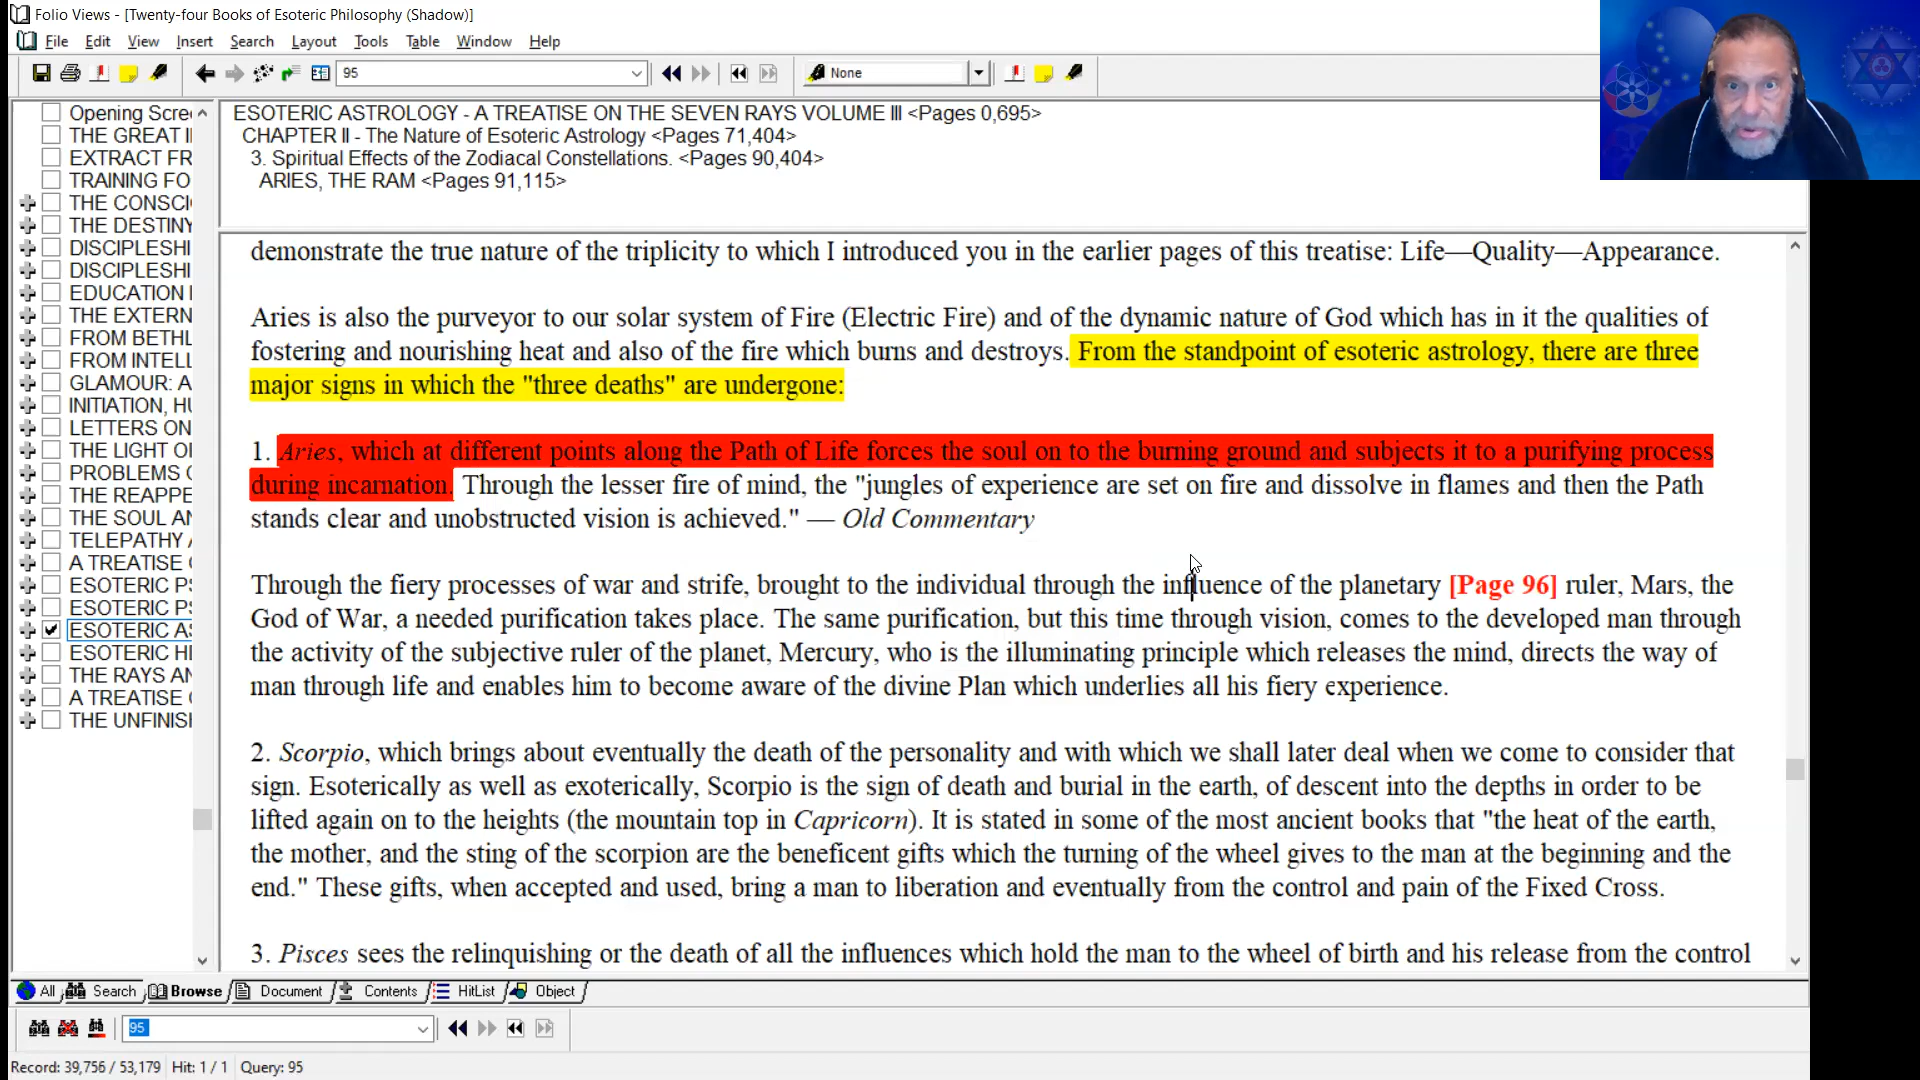 Folio Views - [Twenty-four Books of Esoteric Philosophy (Shadow)]
File Edit View Insert Search Layout Tools Table Window Help
95 None
Opening Scree
THE GREAT II
EXTRACT FR
TRAINING FO
THE CONSCI
THE DESTINY
DISCIPLESHI
DISCIPLESHI
EDUCATION I
THE EXTERN
FROM BETHL
FROM INTELL
GLAMOUR: A
INITIATION, HU
LETTERS ON
THE LIGHT OF
PROBLEMS O
THE REAPPE
THE SOUL AN
TELEPATHY A
A TREATISE O
ESOTERIC PS
ESOTERIC PS
ESOTERIC AS
ESOTERIC HE
THE RAYS AN
A TREATISE O
THE UNFINISH
ESOTERIC ASTROLOGY - A TREATISE ON THE SEVEN RAYS VOLUME III <Pages 0,695>
CHAPTER II - The Nature of Esoteric Astrology <Pages 71,404>
3. Spiritual Effects of the Zodiacal Constellations. <Pages 90,404>
ARIES, THE RAM <Pages 91,115>
demonstrate the true nature of the triplicity to which I introduced you in the earlier pages of this treatise: Life—Quality—Appearance.
Aries is also the purveyor to our solar system of Fire (Electric Fire) and of the dynamic nature of God which has in it the qualities of
fostering and nourishing heat and also of the fire which burns and destroys. From the standpoint of esoteric astrology, there are three
major signs in which the "three deaths" are undergone:
1. Aries, which at different points along the Path of Life forces the soul on to the burning ground and subjects it to a purifying process
during incarnation. Through the lesser fire of mind, the "jungles of experience are set on fire and dissolve in flames and then the Path
stands clear and unobstructed vision is achieved." — Old Commentary
Through the fiery processes of war and strife, brought to the individual through the influence of the planetary [Page 96] ruler, Mars, the
God of War, a needed purification takes place. The same purification, but this time through vision, comes to the developed man through
the activity of the subjective ruler of the planet, Mercury, who is the illuminating principle which releases the mind, directs the way of
man through life and enables him to become aware of the divine Plan which underlies all his fiery experience.
2. Scorpio, which brings about eventually the death of the personality and with which we shall later deal when we come to consider that
sign. Esoterically as well as exoterically, Scorpio is the sign of death and burial in the earth, of descent into the depths in order to be
lifted again on to the heights (the mountain top in Capricorn). It is stated in some of the most ancient books that "the heat of the earth,
the mother, and the sting of the scorpion are the beneficent gifts which the turning of the wheel gives to the man at the beginning and the
end." These gifts, when accepted and used, bring a man to liberation and eventually from the control and pain of the Fixed Cross.
3. Pisces sees the relinquishing or the death of all the influences which hold the man to the wheel of birth and his release from the control
All Search Browse Document Contents HitList Object
95
Record: 39,756 / 53,179 Hit: 1 / 1 Query: 95